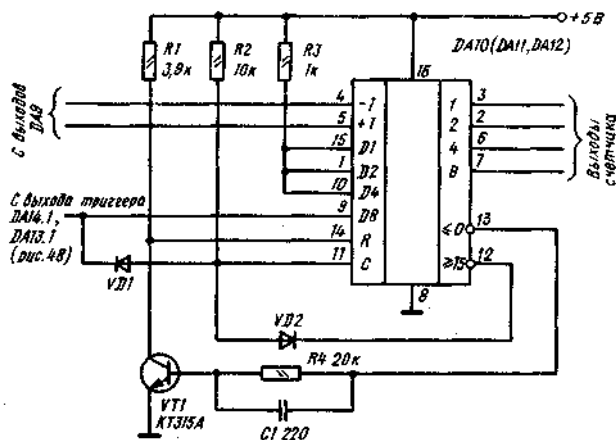 +5В
R1
3,9к
R2
10к
R3
1к
DA10 (DA11, DA12)
16
С выходов
DA9
4
-1
5
+1
15
D1
1
D2
10
D4
9
D8
14
R
11
C
1
3
2
2
4
6
8
7
Выходы
счетчика
≤0
13
≥15
12
8
С выхода триггера
DA14.1,
DA13.1
(рис. 48)
VD1
VD2
R4 20к
VT1
КТ315А
C1 220